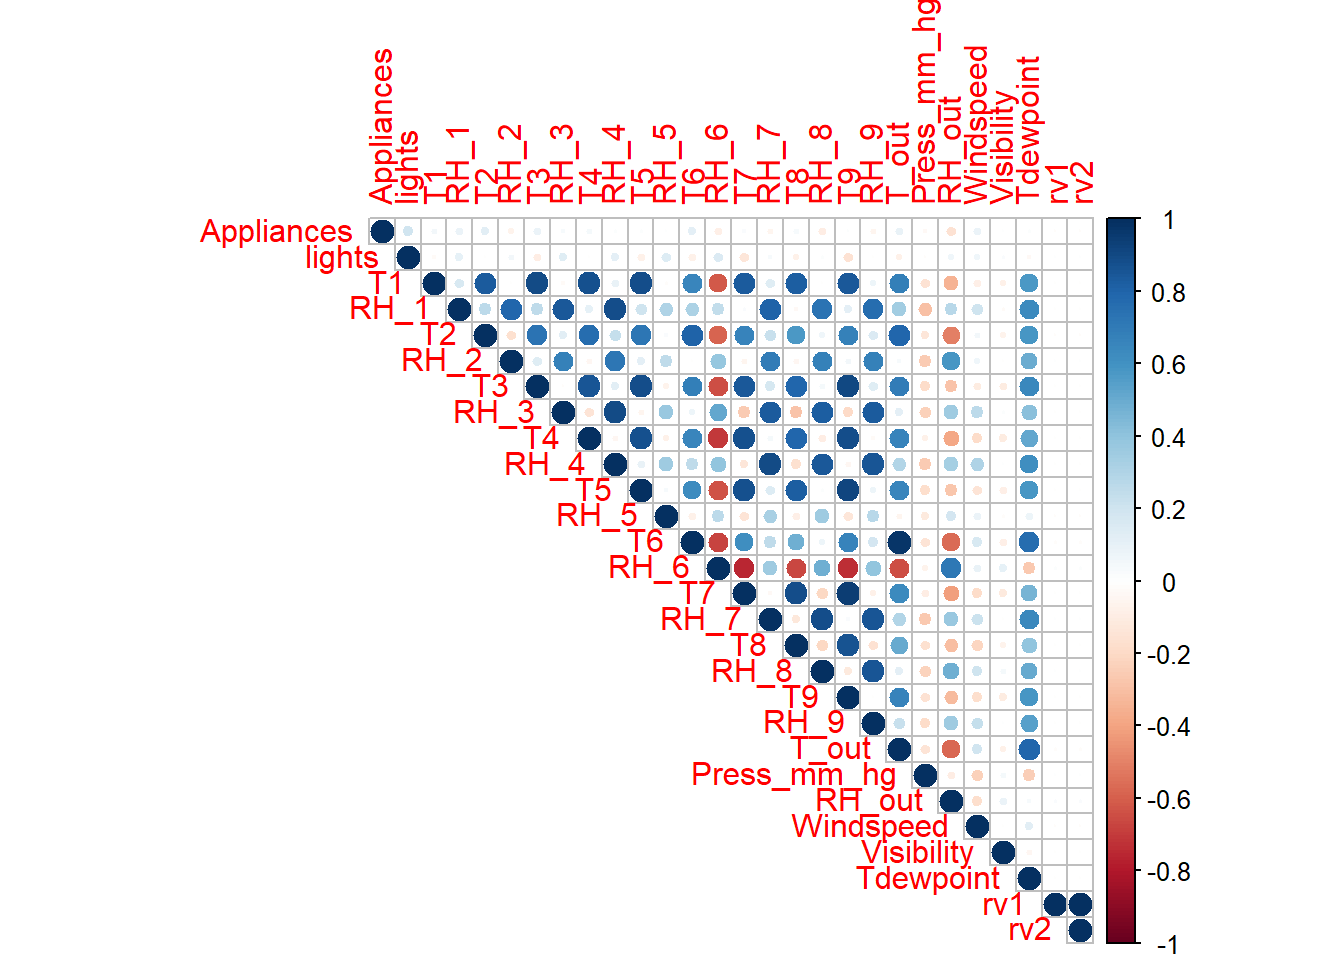 Appliances
lights
T1
RH_1
T2
RH_2
T3
RH_3
T4
RH_4
T5
RH_5
T6
RH_6
T7
RH_7
T8
RH_8
T9
RH_9
T_out
Press_mm_hg
RH_out
Windspeed
Visibility
Tdewpoint
rv1
rv2
Appliances
lights
T1
RH_1
T2
RH_2
T3
RH_3
T4
RH_4
T5
RH_5
T6
RH_6
T7
RH_7
T8
RH_8
T9
RH_9
T_out
Press_mm_hg
RH_out
Windspeed
Visibility
Tdewpoint
rv1
rv2
1
0.8
0.6
0.4
0.2
0
-0.2
-0.4
-0.6
-0.8
-1